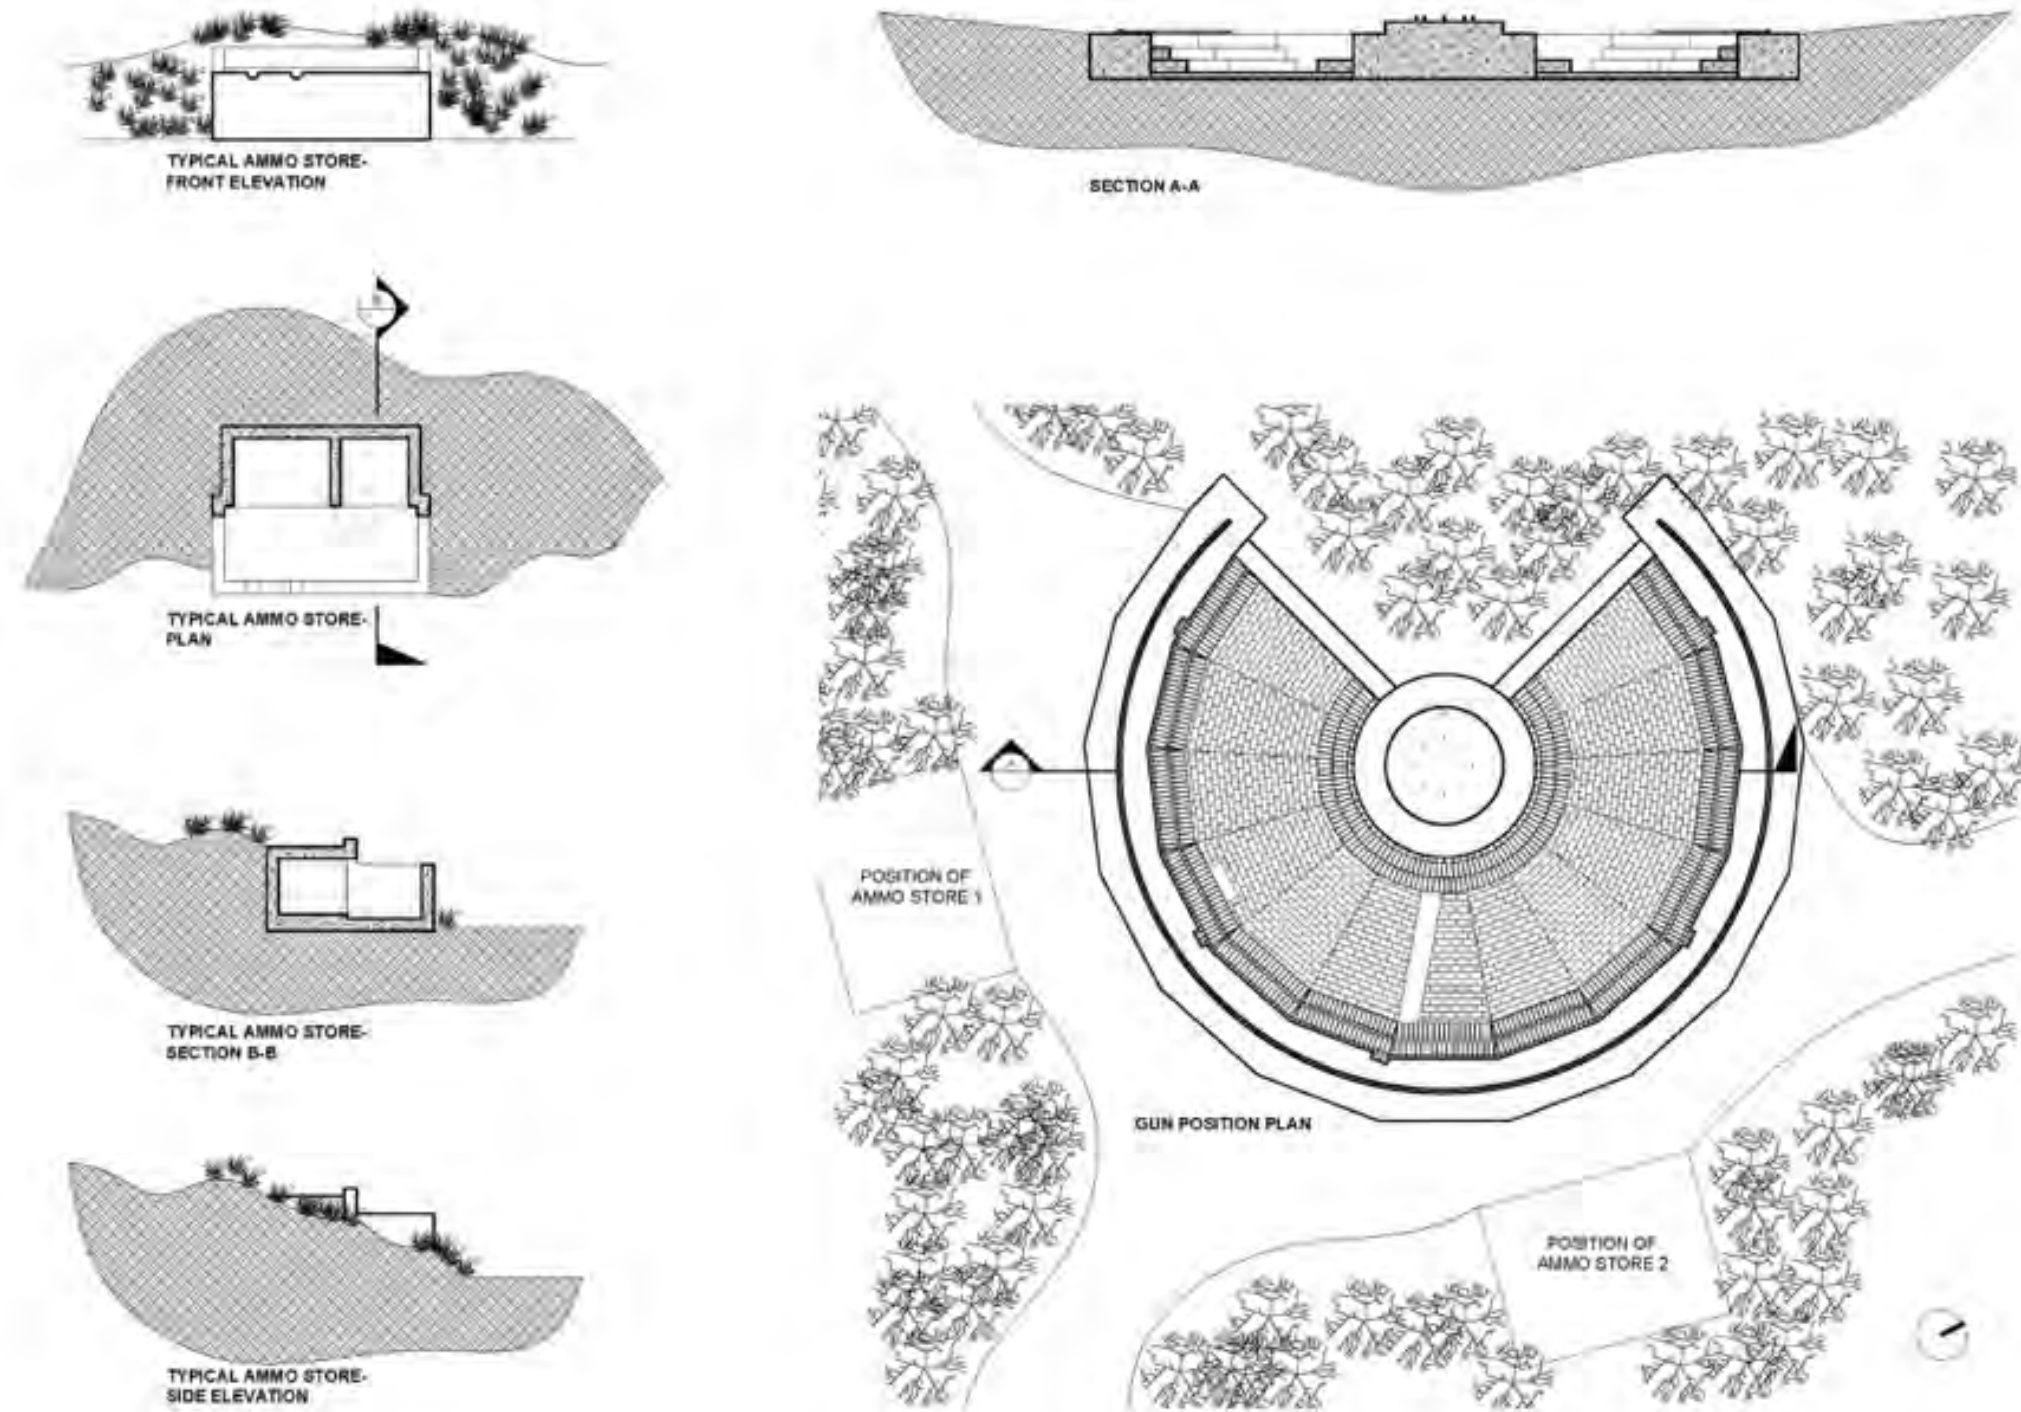 TYPICAL AMMO STORE-
FRONT ELEVATION
SECTION A-A
TYPICAL AMMO STORE-
PLAN
POSITION OF
AMMO STORE 1
TYPICAL AMMO STORE-
SECTION B-B
GUN POSITION PLAN
POSITION OF
AMMO STORE 2
TYPICAL AMMO STORE-
SIDE ELEVATION